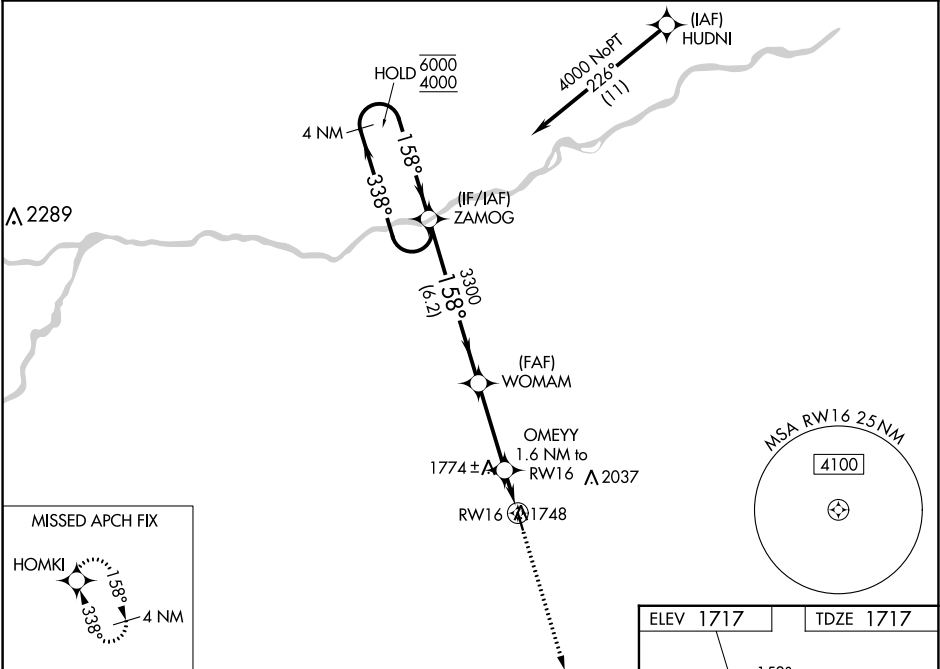 (IAF)
HUDNI
4000 NoPT
226°
(11)
HOLD 6000
4000
4 NM
158°
338°
(IF/IAF)
ZAMOG
2289
3300
158°
(6.2)
(FAF)
WOMAM
OMEYY
1.6 NM to
RW16
1774 ±
2037
RW16
1748
MSA RW16 25 NM
4100
MISSED APCH FIX
HOMKI
158°
338°
4 NM
ELEV 1717
TDZE 1717